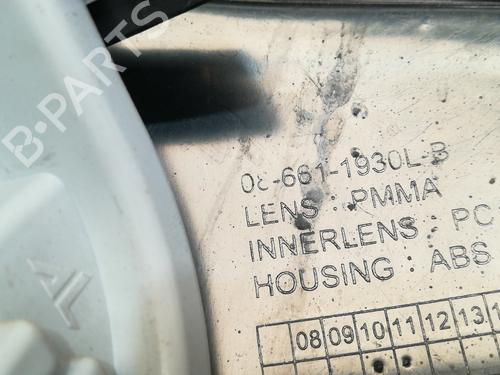 B-PARTS
08-661-1930L-B
LENS : PMMA
INNERLENS : PC
HOUSING : ABS
08 09 10 11 12 13